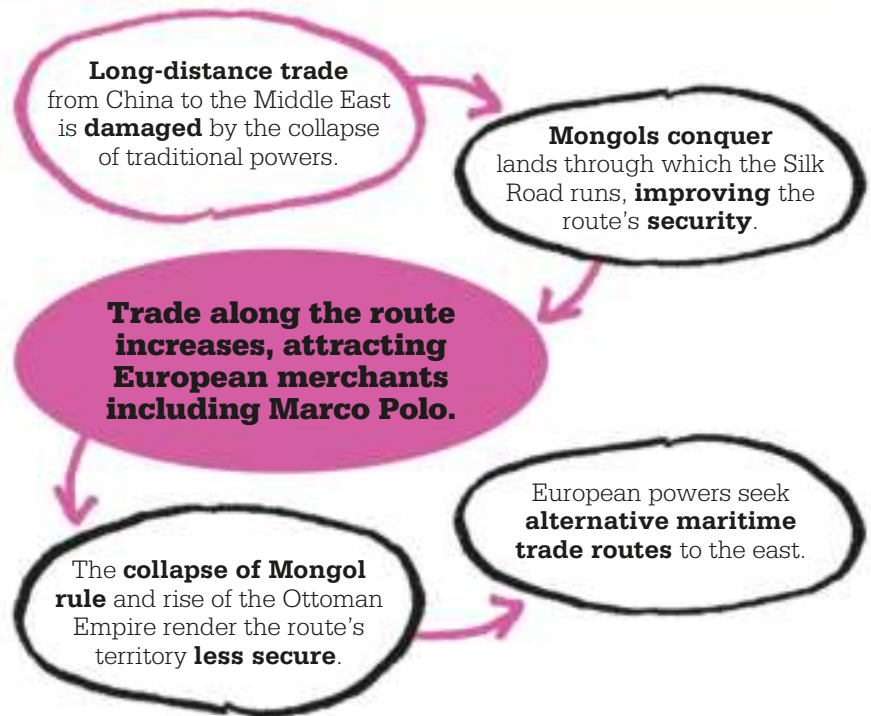 Long-distance trade
from China to the Middle East
is damaged by the collapse
of traditional powers.
Mongols conquer
lands through which the Silk
Road runs, improving the
route's security.
Trade along the route
increases, attracting
European merchants
including Marco Polo.
The collapse of Mongol
rule and rise of the Ottoman
Empire render the route's
territory less secure.
European powers seek
alternative maritime
trade routes to the east.